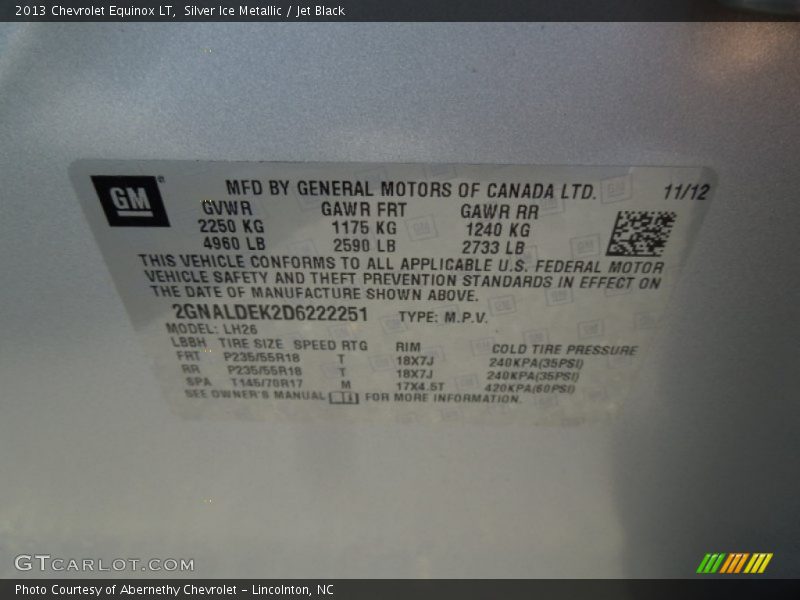 2013 Chevrolet Equinox LT, Silver Ice Metallic / Jet Black
GM
MFD BY GENERAL MOTORS OF CANADA LTD. 11/12
GVWR GAWR FRT GAWR RR
2250 KG 1175 KG 1240 KG
4960 LB 2590 LB 2733 LB
THIS VEHICLE CONFORMS TO ALL APPLICABLE U.S. FEDERAL MOTOR
VEHICLE SAFETY AND THEFT PREVENTION STANDARDS IN EFFECT ON
THE DATE OF MANUFACTURE SHOWN ABOVE.
2GNALDEK2D6222251 TYPE: M.P.V.
MODEL: LH26
LBBH TIRE SIZE SPEED RTG RIM COLD TIRE PRESSURE
FRT P235/55R18 T 18X7J 240KPA(35PSI)
RR P235/55R18 T 18X7J 240KPA(35PSI)
SPA T145/70R17 M 17X4.5T 420KPA(60PSI)
SEE OWNER'S MANUAL FOR MORE INFORMATION.
GTCARLOT.COM
Photo Courtesy of Abernethy Chevrolet – Lincolnton, NC